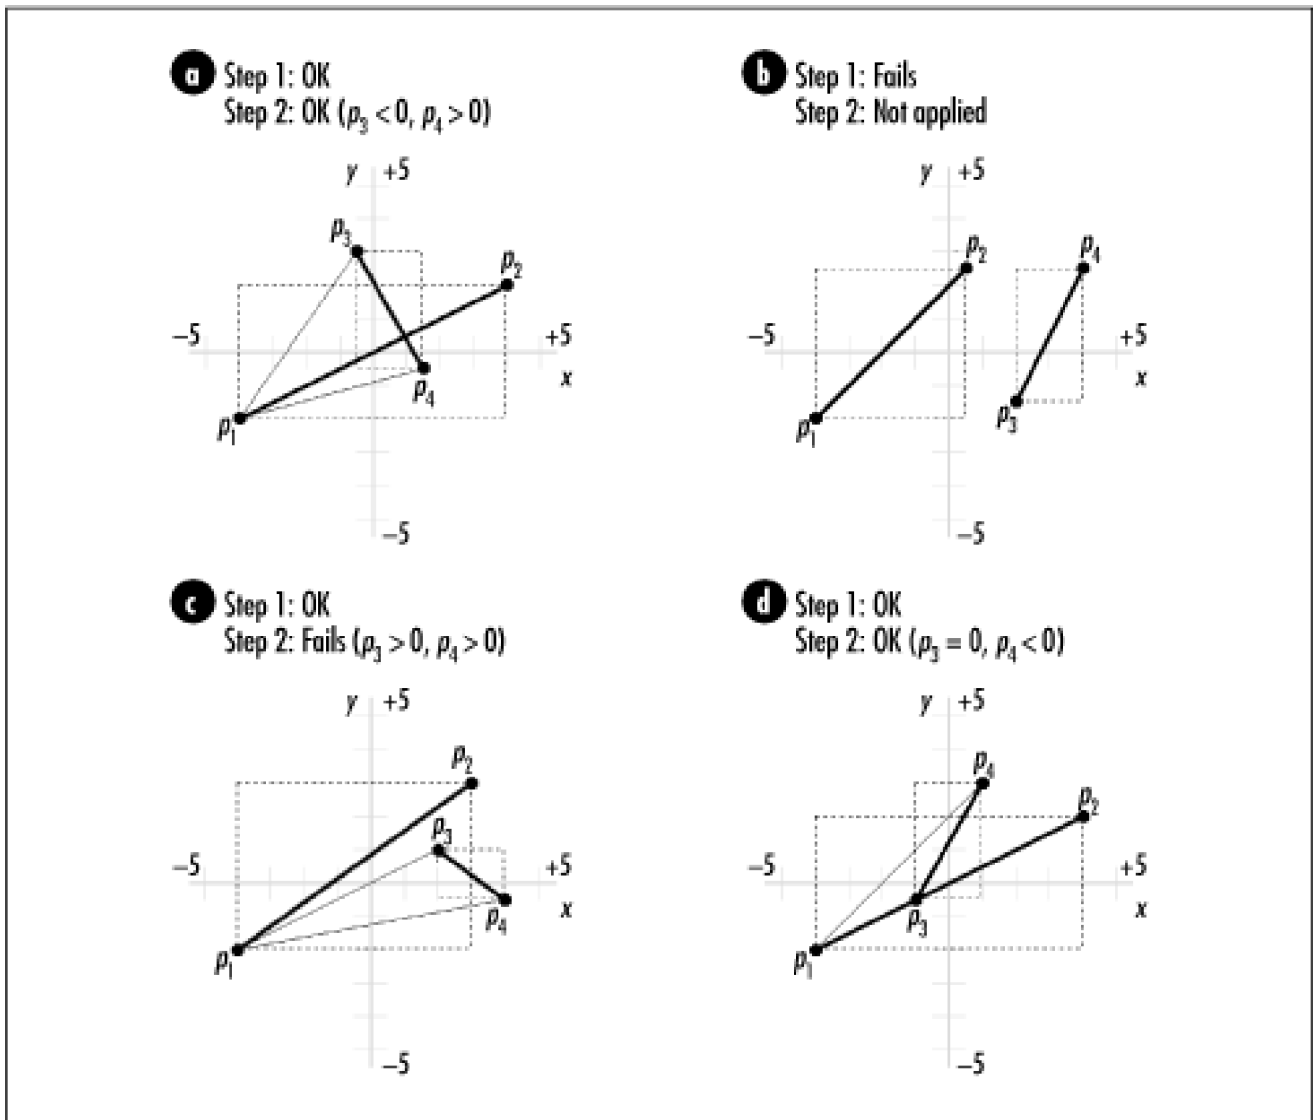 a Step 1: OK
Step 2: OK (p3 < 0, p4 > 0)
y +5
p3
p2
−5
+5
x
p4
p1
−5
b Step 1: Fails
Step 2: Not applied
y +5
p2
p4
−5
+5
x
p3
p1
−5
c Step 1: OK
Step 2: Fails (p3 > 0, p4 > 0)
y +5
p2
p3
−5
+5
x
p4
p1
−5
d Step 1: OK
Step 2: OK (p3 = 0, p4 < 0)
y +5
p4
p2
−5
+5
x
p3
p1
−5